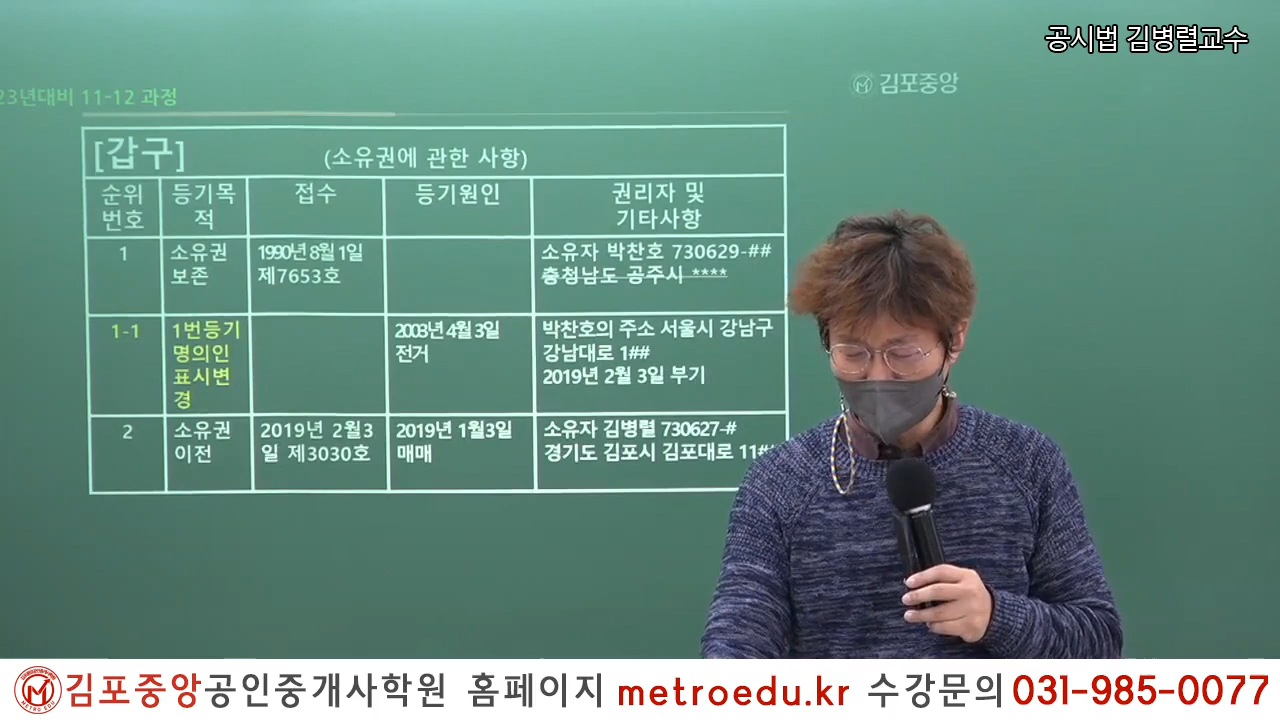 공시법 김병렬교수
김포중앙
23년대비 11-12 과정
[갑구] (소유권에 관한 사항)
순위번호 등기목적 접수 등기원인 권리자 및 기타사항
1
소유권
보존
1990년 8월 1일
제7653호
소유자 박찬호 730629-##
충청남도 공주시 ****
1-1
1번등기
명의인
표시변
경
2003년 4월 3일
전거
박찬호의 주소 서울시 강남구
강남대로 1##
2019년 2월 3일 부기
2
소유권
이전
2019년 2월3
일 제3030호
2019년 1월3일
매매
소유자 김병렬 730627-#
경기도 김포시 김포대로 11#
김포중앙공인중개사학원 홈페이지 metroedu.kr 수강문의 031-985-0077
METRO EDU